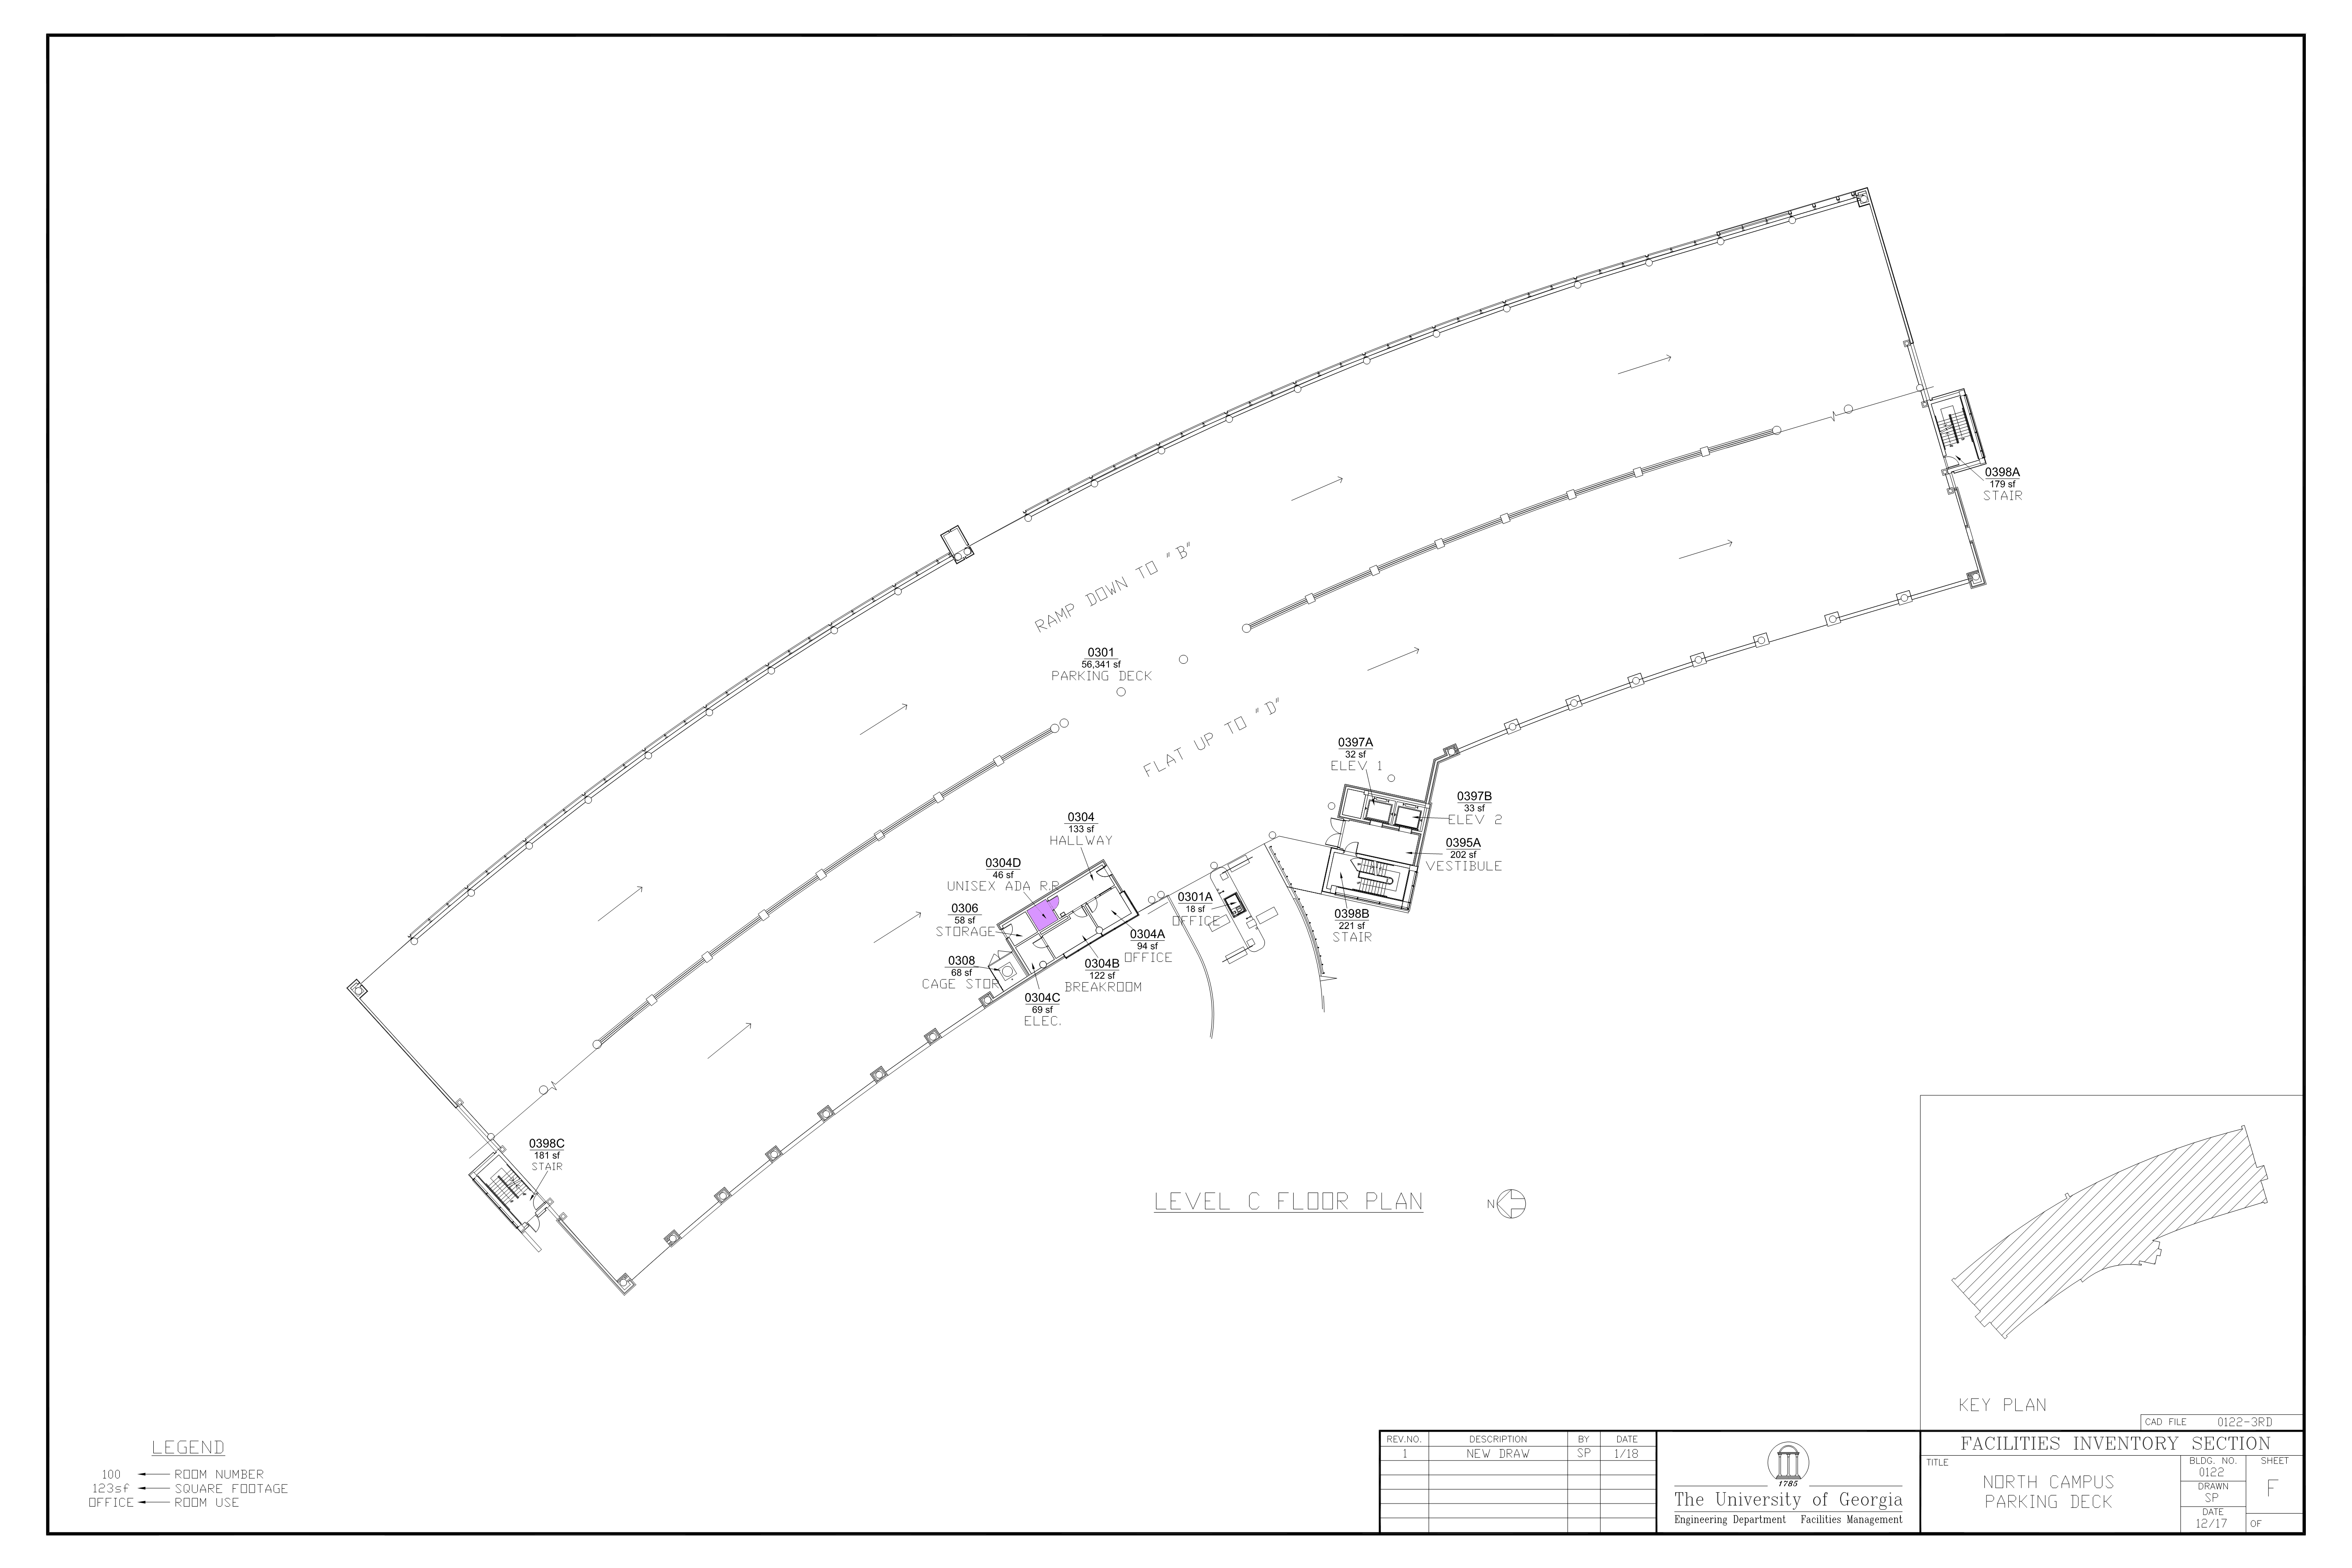 0398A
179 sf
STAIR
RAMP DOWN TO "B"
0301
56,341 sf
PARKING DECK
FLAT UP TO "D"
0397A
32 sf
ELEV 1
0397B
33 sf
ELEV 2
0395A
202 sf
VESTIBULE
0398B
221 sf
STAIR
0304
133 sf
HALLWAY
0304D
46 sf
UNISEX ADA R.R.
0306
58 sf
STORAGE
0308
68 sf
CAGE STOR
0301A
18 sf
OFFICE
0304A
94 sf
OFFICE
0304B
122 sf
BREAKROOM
0304C
69 sf
ELEC.
0398C
181 sf
STAIR
LEVEL C FLOOR PLAN
N
KEY PLAN
CAD FILE 0122-3RD
LEGEND
100 ROOM NUMBER
123sf SQUARE FOOTAGE
OFFICE ROOM USE
REV.NO. DESCRIPTION BY DATE
1 NEW DRAW SP 1/18
1785
The University of Georgia
Engineering Department Facilities Management
FACILITIES INVENTORY SECTION
TITLE
NORTH CAMPUS
PARKING DECK
BLDG. NO.
0122
DRAWN
SP
DATE
12/17
SHEET
F
OF